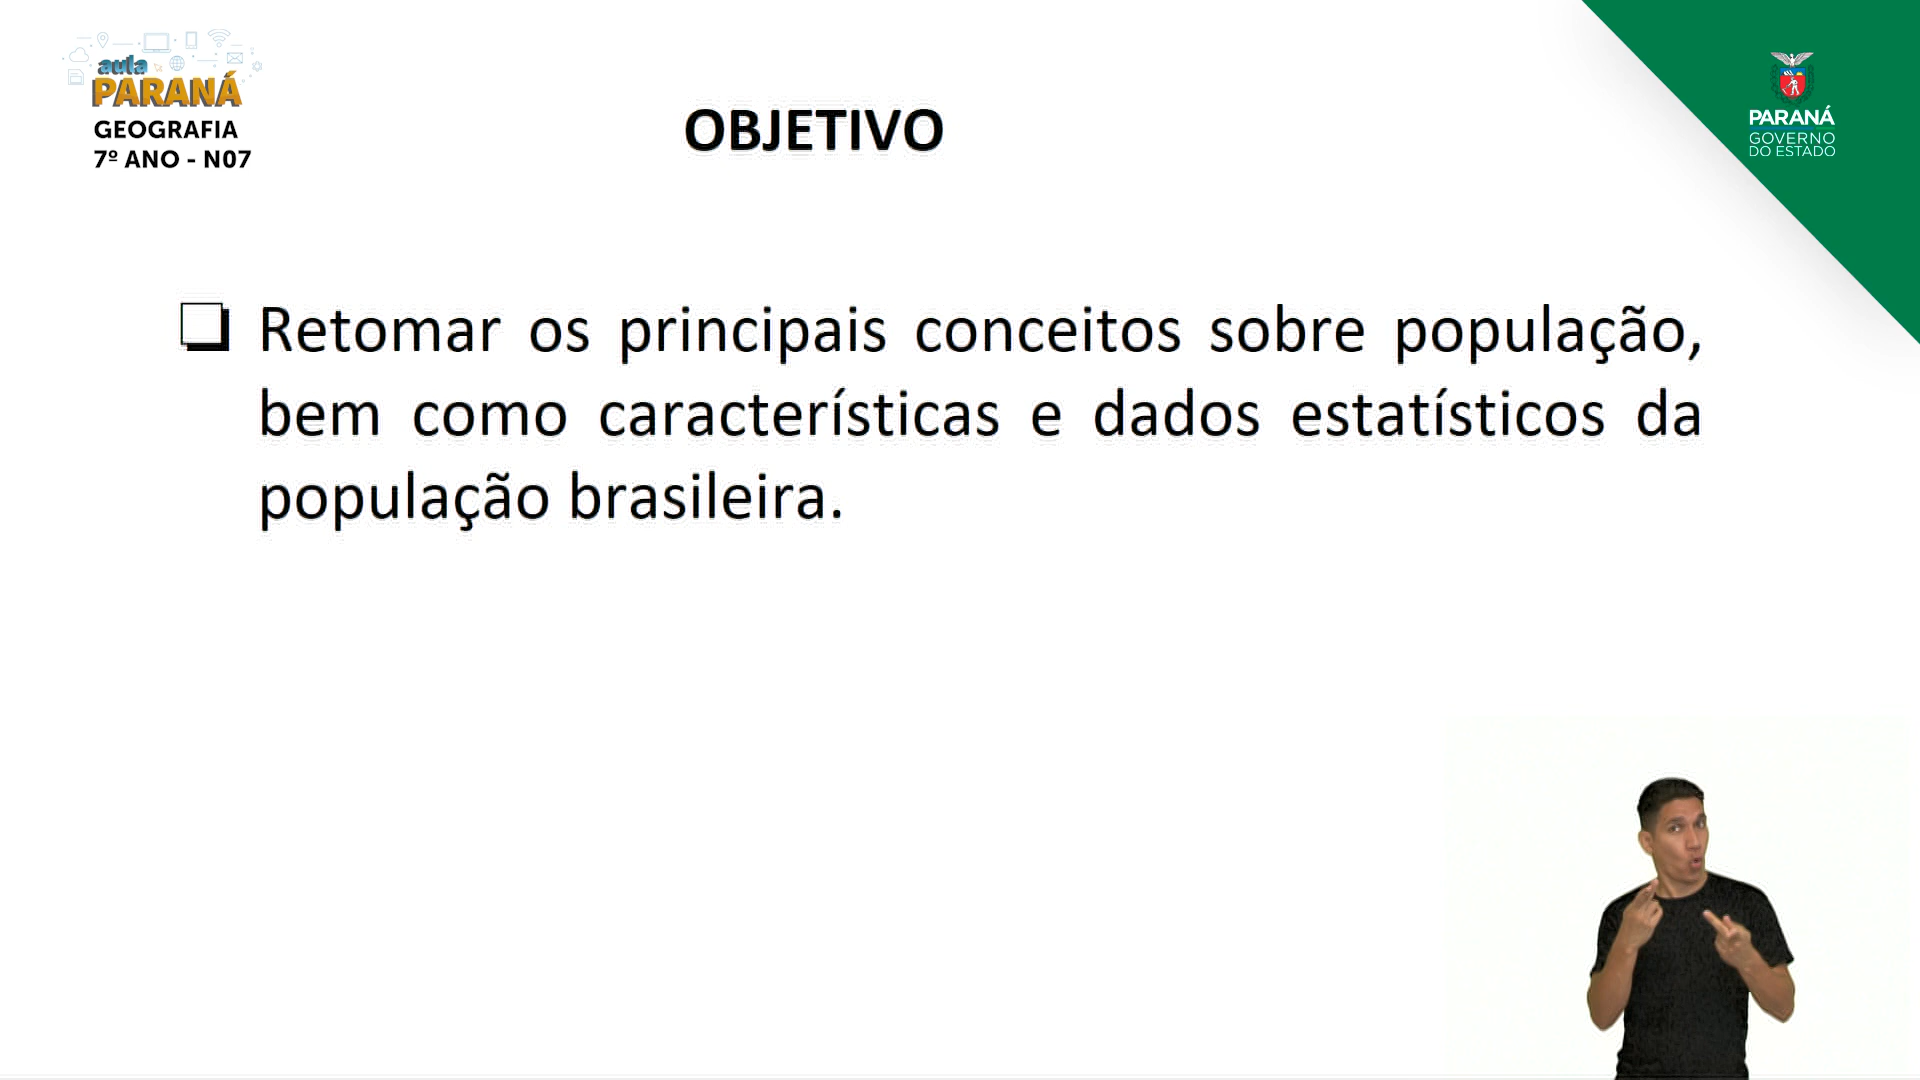 aula
PARANÁ
GEOGRAFIA
7º ANO - N07
OBJETIVO
PARANÁ
GOVERNO
DO ESTADO
Retomar os principais conceitos sobre população,
bem como características e dados estatísticos da
população brasileira.